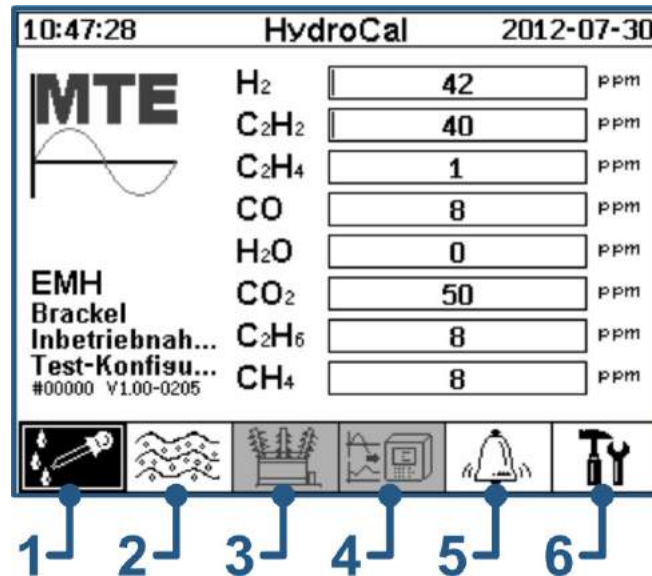 10:47:28 HydroCal 2012-07-30
MTE
H₂ 42 ppm
C₂H₂ 40 ppm
C₂H₄ 1 ppm
CO 8 ppm
H₂O 0 ppm
CO₂ 50 ppm
C₂H₆ 8 ppm
CH₄ 8 ppm
EMH
Brackel
Inbetriebnah...
Test-Konfigu...
#00000 V1.00-0205
1 2 3 4 5 6